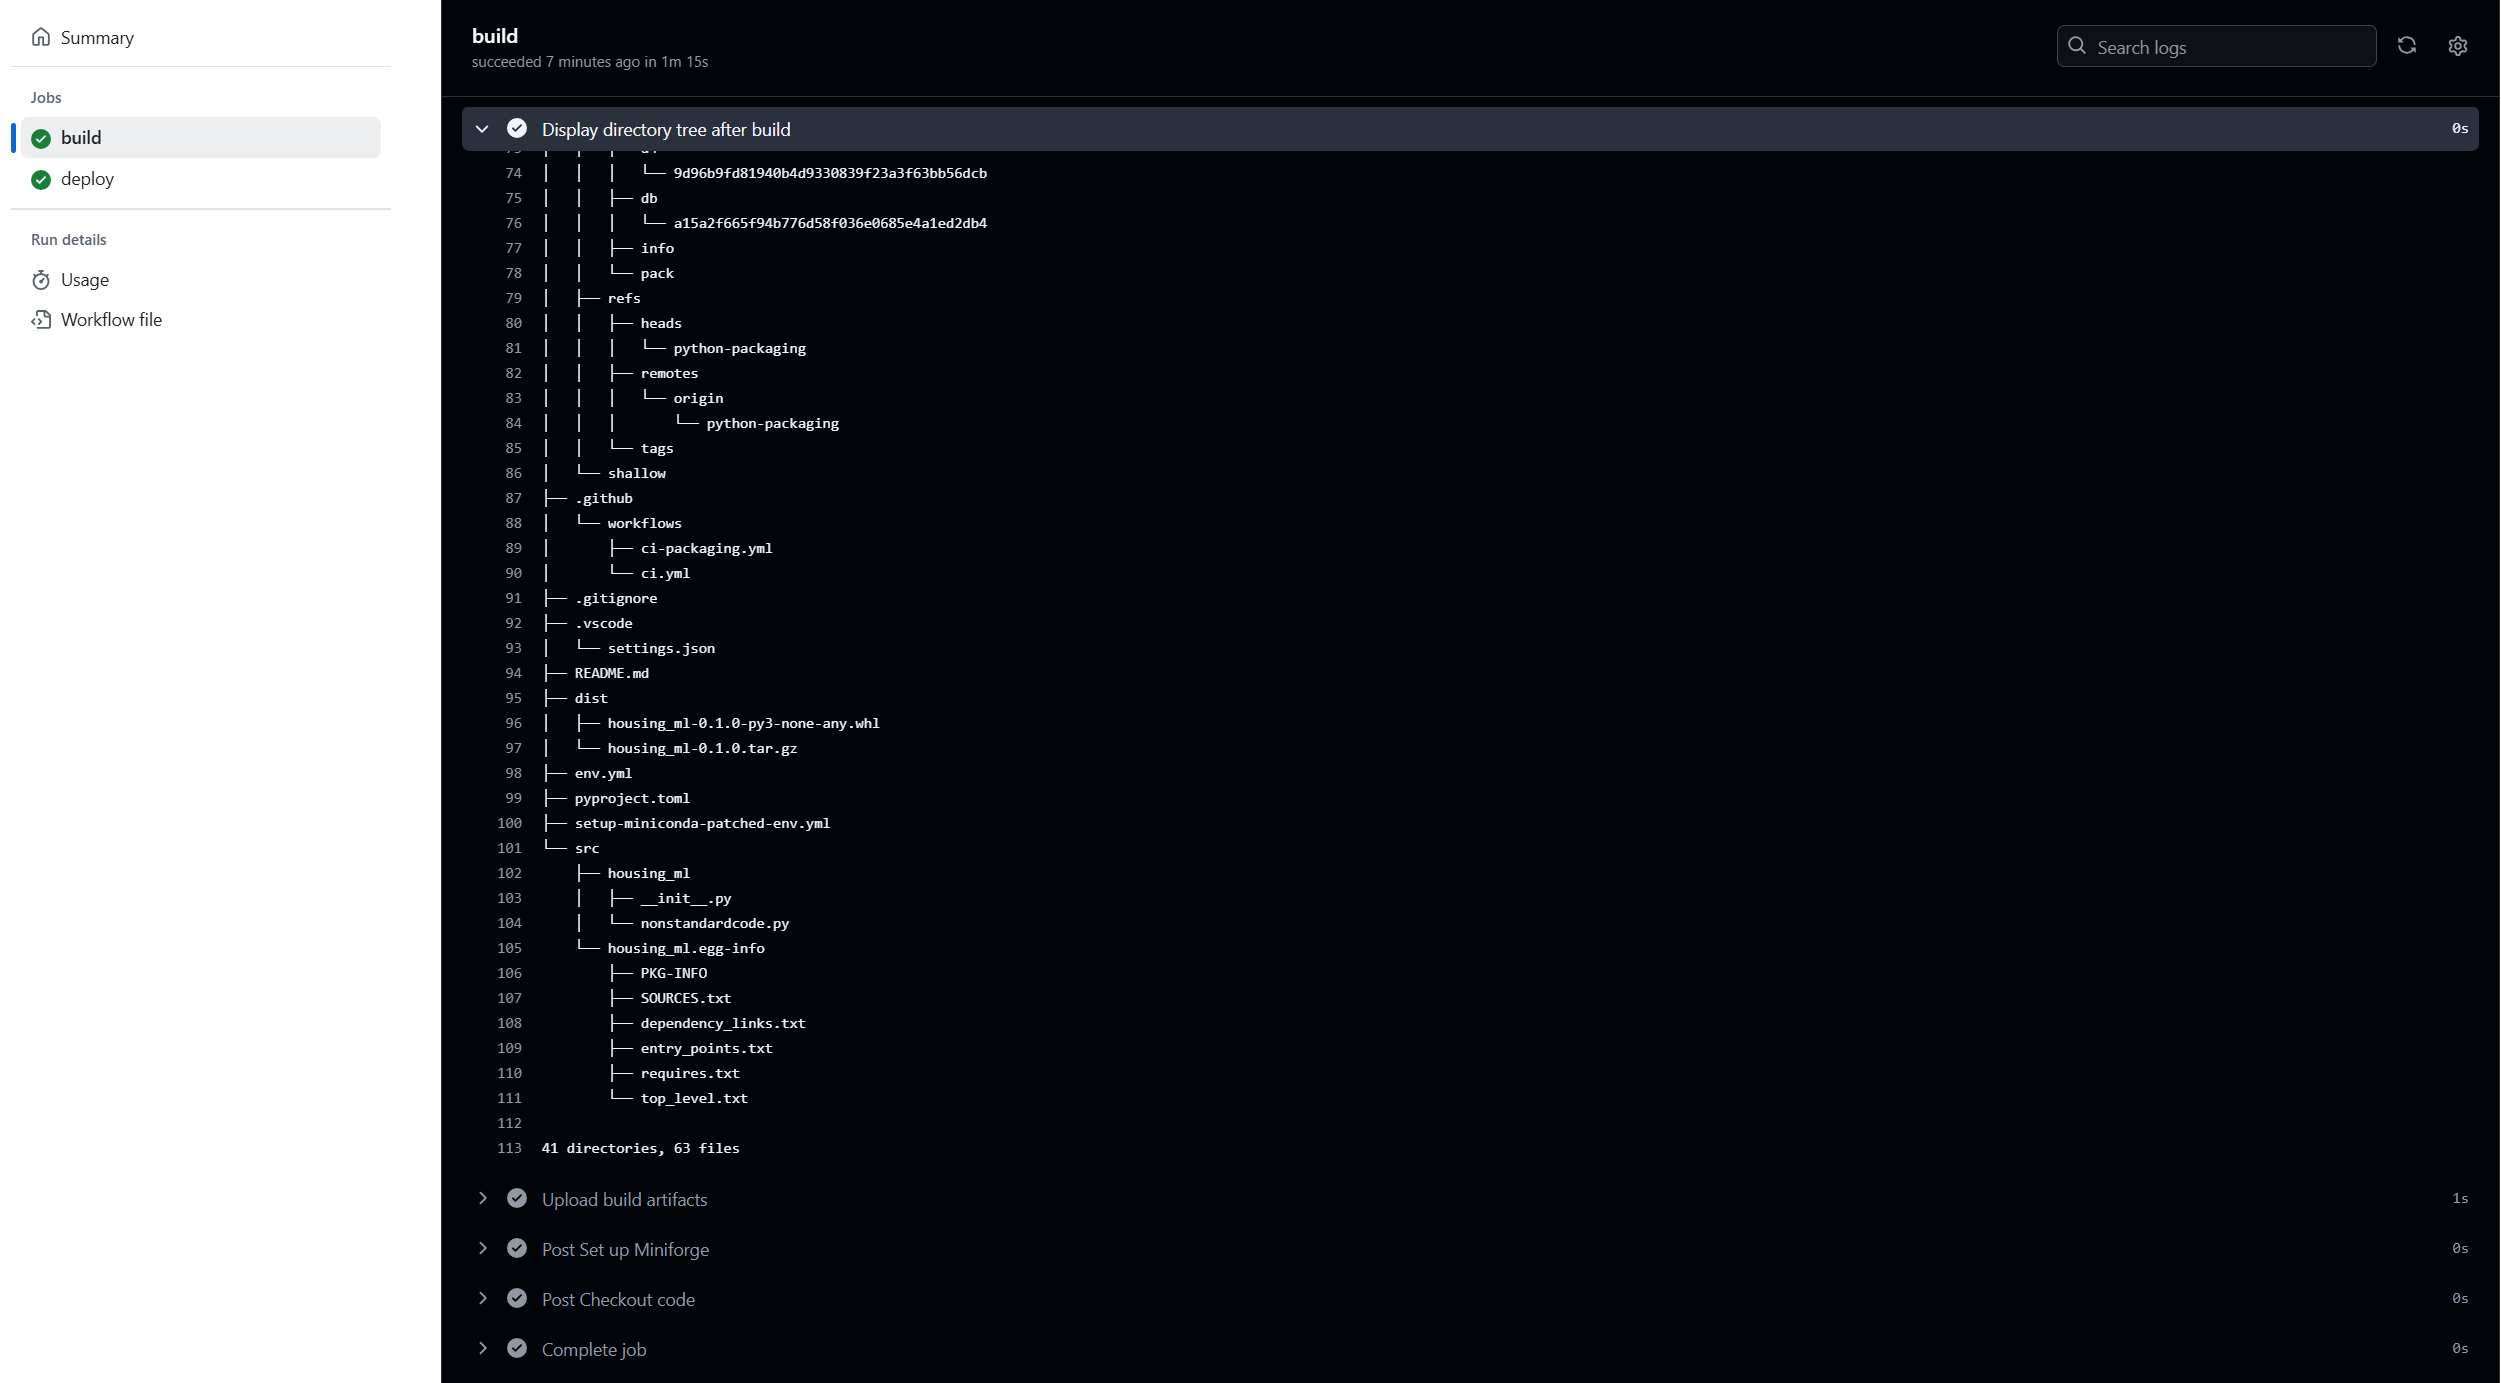 Summary
Jobs
build
deploy
Run details
Usage
Workflow file
build
succeeded 7 minutes ago in 1m 15s
Search logs
Display directory tree after build 0s
74 │   │   │   └── 9d96b9fd81940b4d9330839f23a3f63bb56dcb
75 │   │   ├── db
76 │   │   │   └── a15a2f665f94b776d58f036e0685e4a1ed2db4
77 │   │   ├── info
78 │   │   └── pack
79 │   ├── refs
80 │   │   ├── heads
81 │   │   │   └── python-packaging
82 │   │   ├── remotes
83 │   │   │   └── origin
84 │   │   │       └── python-packaging
85 │   │   └── tags
86 │   └── shallow
87 ├── .github
88 │   └── workflows
89 │       ├── ci-packaging.yml
90 │       └── ci.yml
91 ├── .gitignore
92 ├── .vscode
93 │   └── settings.json
94 ├── README.md
95 ├── dist
96 │   ├── housing_ml-0.1.0-py3-none-any.whl
97 │   └── housing_ml-0.1.0.tar.gz
98 ├── env.yml
99 ├── pyproject.toml
100 ├── setup-miniconda-patched-env.yml
101 └── src
102     ├── housing_ml
103     │   ├── __init__.py
104     │   └── nonstandardcode.py
105     └── housing_ml.egg-info
106         ├── PKG-INFO
107         ├── SOURCES.txt
108         ├── dependency_links.txt
109         ├── entry_points.txt
110         ├── requires.txt
111         └── top_level.txt
112
113 41 directories, 63 files
Upload build artifacts 1s
Post Set up Miniforge 0s
Post Checkout code 0s
Complete job 0s